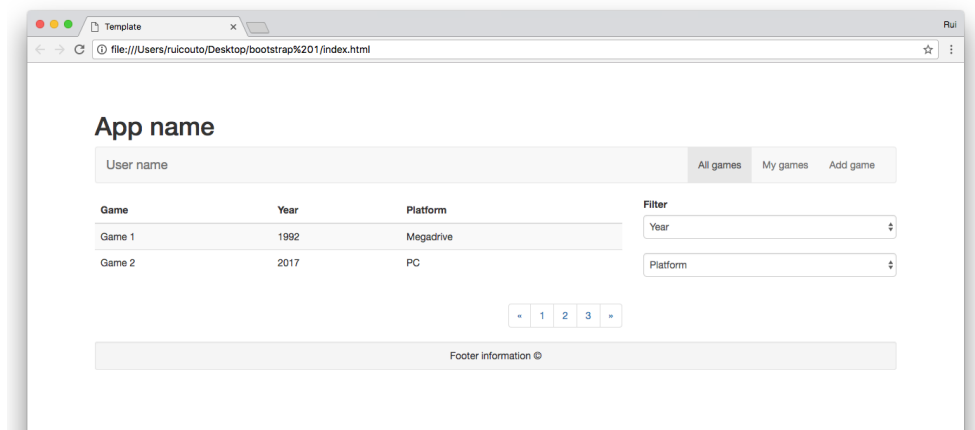 Template
Rui
file:///Users/ruicouto/Desktop/bootstrap%201/index.html
App name
User name All games My games Add game
Game Year Platform
Game 1 1992 Megadrive
Game 2 2017 PC
Filter
Year
Platform
« 1 2 3 »
Footer information ©